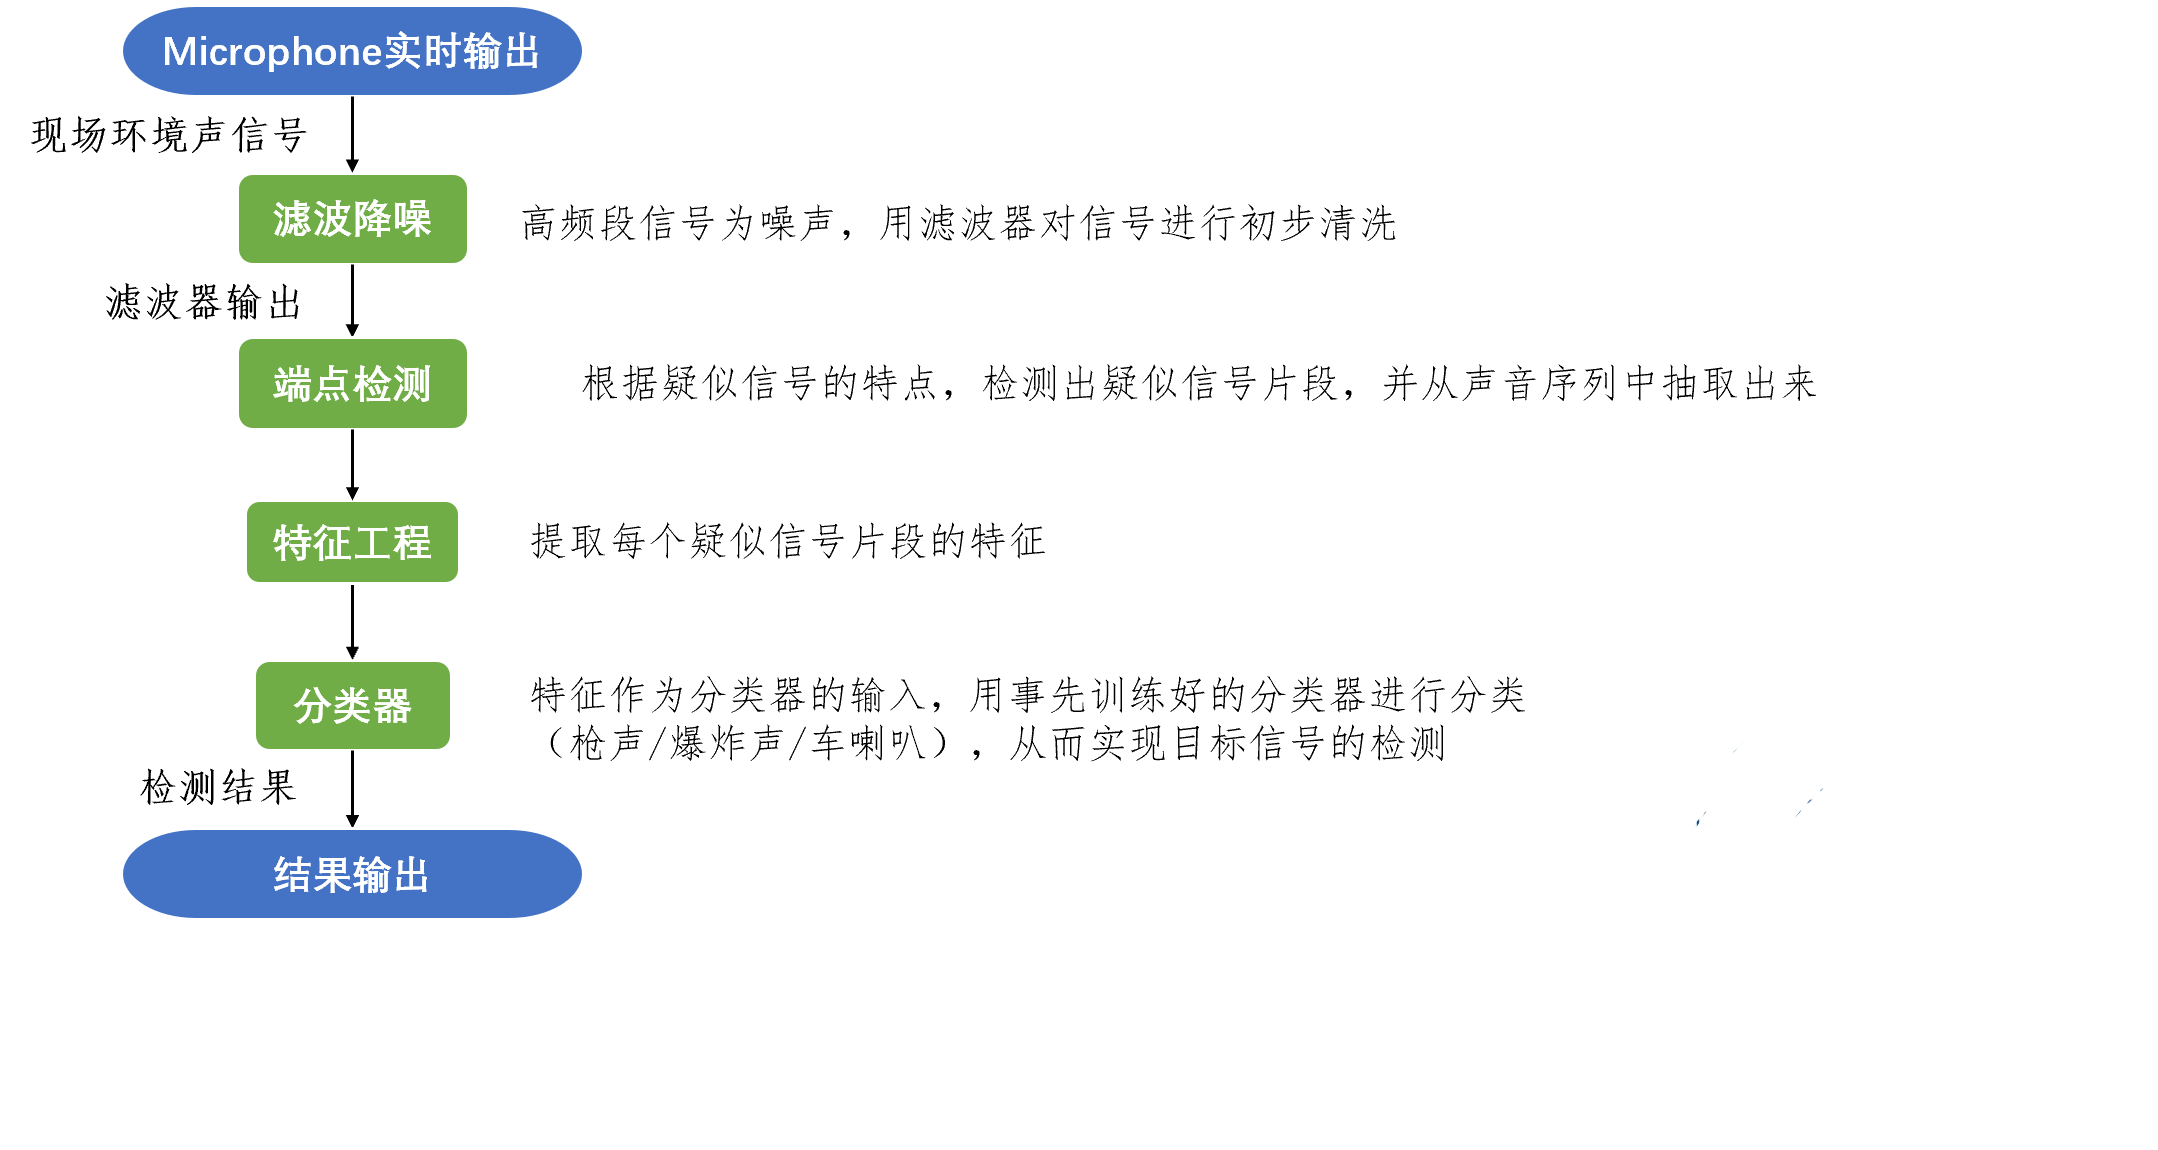 Microphone实时输出
现场环境声信号
滤波降噪
高频段信号为噪声，用滤波器对信号进行初步清洗
滤波器输出
端点检测
根据疑似信号的特点，检测出疑似信号片段，并从声音序列中抽取出来
特征工程
提取每个疑似信号片段的特征
分类器
特征作为分类器的输入，用事先训练好的分类器进行分类
（枪声/爆炸声/车喇叭），从而实现目标信号的检测
检测结果
结果输出